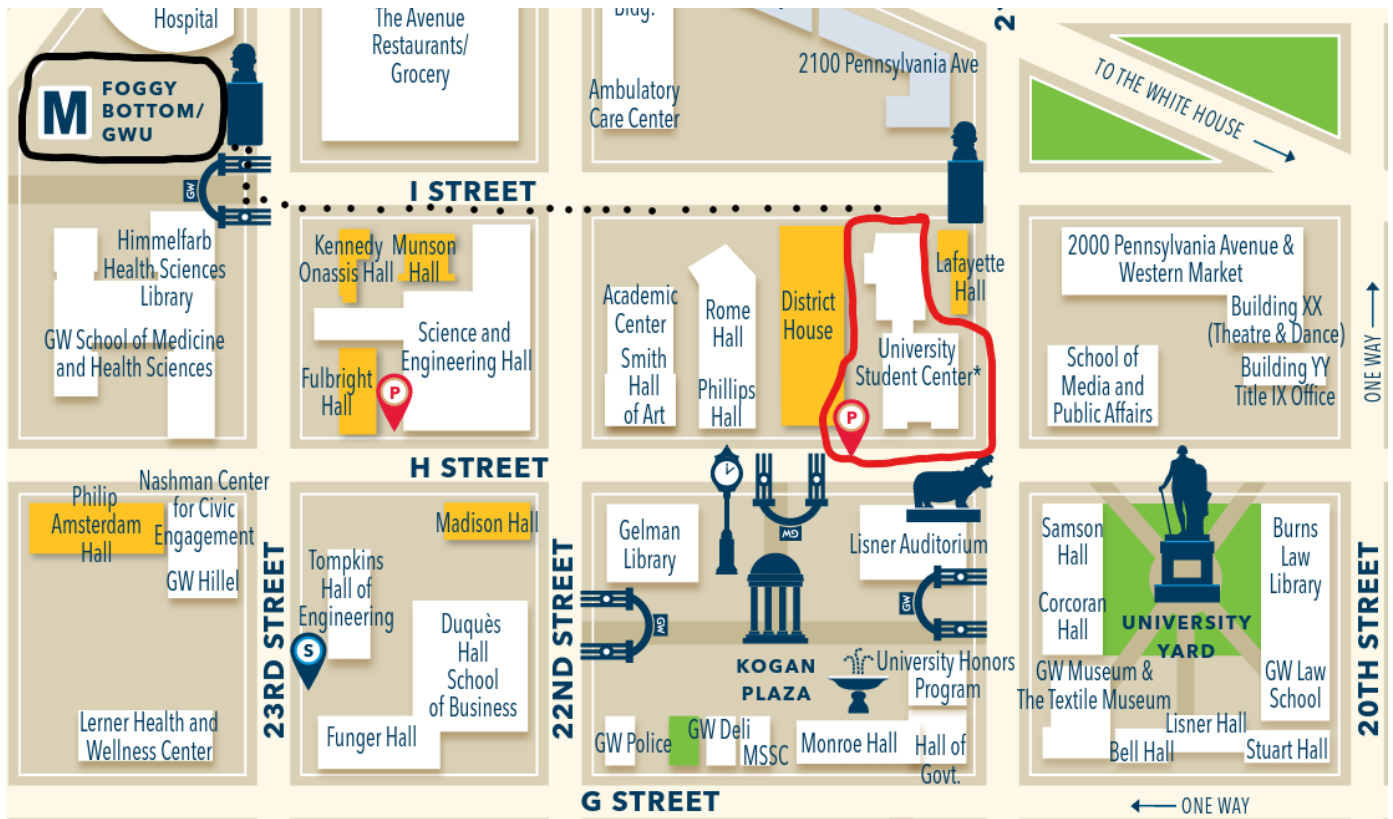 Hospital
M
FOGGY
BOTTOM/
GWU
The Avenue
Restaurants/
Grocery
Ambulatory
Care Center
2100 Pennsylvania Ave
TO THE WHITE HOUSE
GW
I STREET
Himmelfarb
Health Sciences
Library
GW School of Medicine
and Health Sciences
Kennedy
Onassis Hall
Munson
Hall
Science and
Engineering Hall
Fulbright
Hall
P
Academic
Center
Smith
Hall
of Art
Rome
Hall
Phillips
Hall
District
House
University
Student Center*
P
Lafayette
Hall
2000 Pennsylvania Avenue &
Western Market
Building XX
(Theatre & Dance)
Building YY
Title IX Office
School of
Media and
Public Affairs
ONE WAY
H STREET
Philip
Amsterdam
Hall
Nashman Center
for Civic
Engagement
GW Hillel
Lerner Health and
Wellness Center
23RD STREET
Madison Hall
Tompkins
Hall of
Engineering
S
Duquès
Hall
School
of Business
Funger Hall
22ND STREET
Gelman
Library
GW
GW
Lisner Auditorium
GW
KOGAN
PLAZA
University Honors
Program
GW Police
GW Deli
MSSC
Monroe Hall
Hall of
Govt.
Samson
Hall
Corcoran
Hall
UNIVERSITY
YARD
Burns
Law
Library
GW Law
School
GW Museum &
The Textile Museum
Lisner Hall
Bell Hall
Stuart Hall
20TH STREET
G STREET
ONE WAY